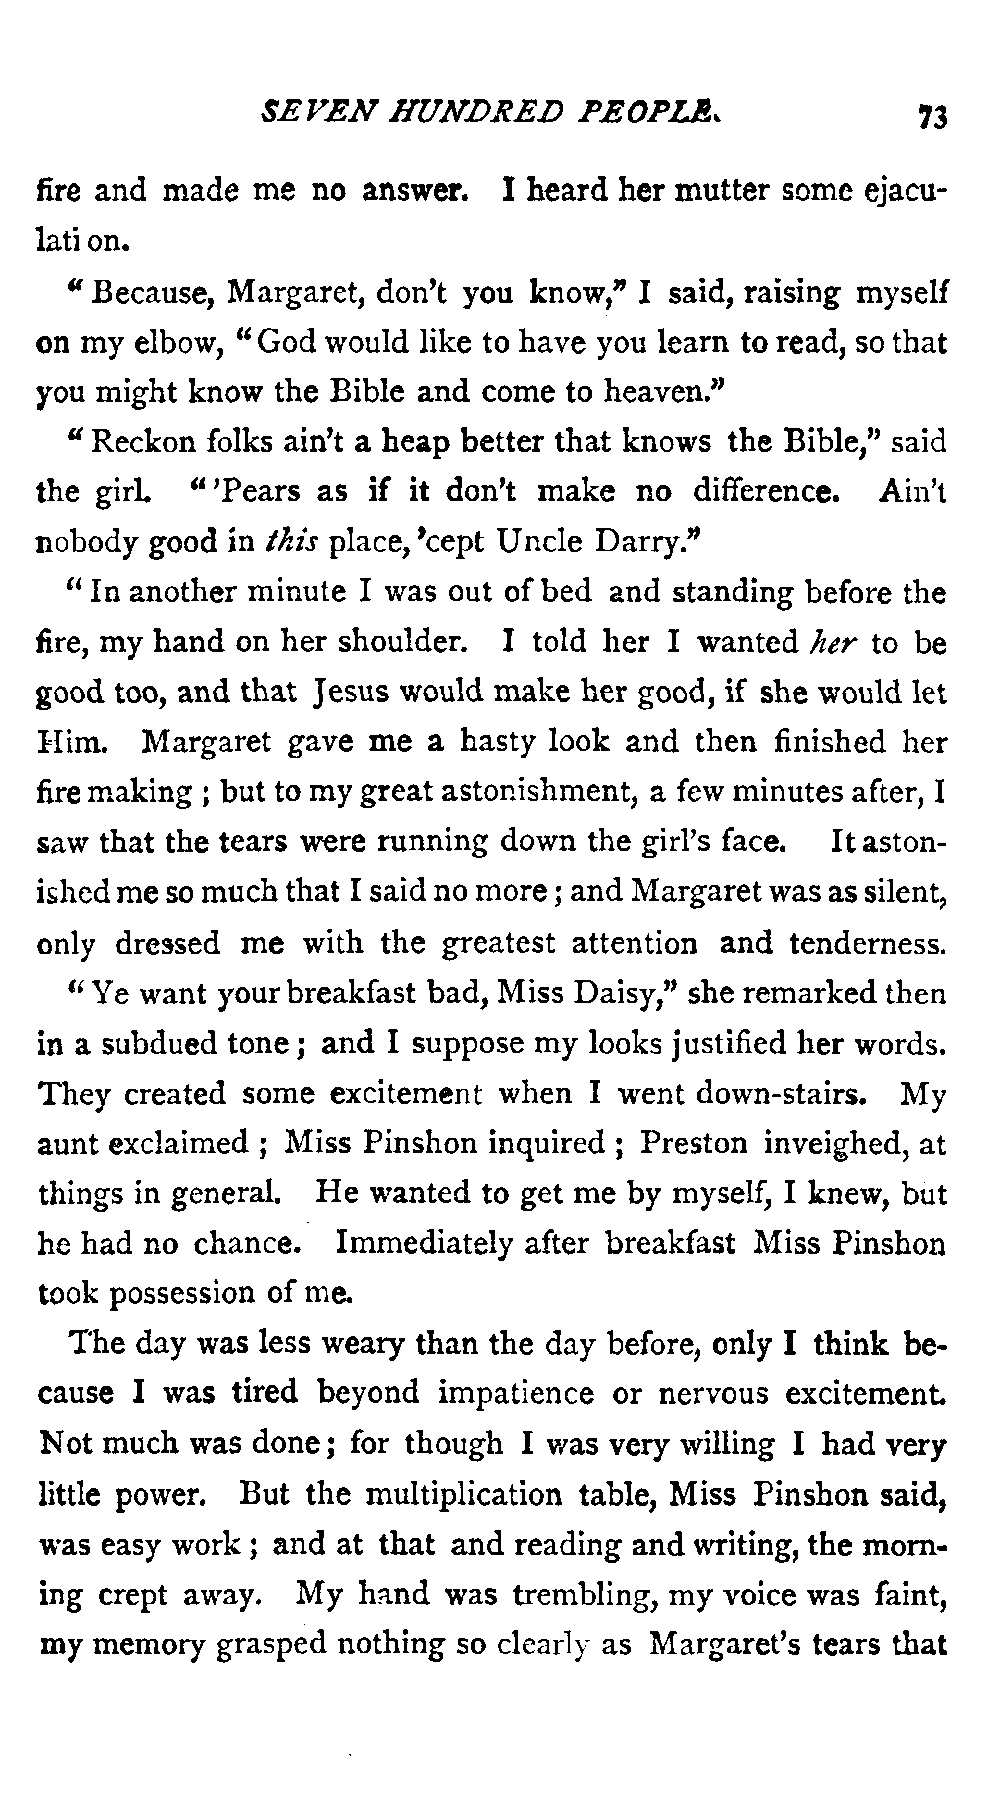 SEVEN HUNDRED PEOPLE. 73
fire and made me no answer. I heard her mutter some ejacu-
lation.
"Because, Margaret, don't you know," I said, raising myself
on my elbow, "God would like to have you learn to read, so that
you might know the Bible and come to heaven."
"Reckon folks ain't a heap better that knows the Bible," said
the girl. "'Pears as if it don't make no difference. Ain't
nobody good in this place, 'cept Uncle Darry."
"In another minute I was out of bed and standing before the
fire, my hand on her shoulder. I told her I wanted her to be
good too, and that Jesus would make her good, if she would let
Him. Margaret gave me a hasty look and then finished her
fire making ; but to my great astonishment, a few minutes after, I
saw that the tears were running down the girl's face. It aston-
ished me so much that I said no more ; and Margaret was as silent,
only dressed me with the greatest attention and tenderness.
"Ye want your breakfast bad, Miss Daisy," she remarked then
in a subdued tone ; and I suppose my looks justified her words.
They created some excitement when I went down-stairs. My
aunt exclaimed ; Miss Pinshon inquired ; Preston inveighed, at
things in general. He wanted to get me by myself, I knew, but
he had no chance. Immediately after breakfast Miss Pinshon
took possession of me.
The day was less weary than the day before, only I think be-
cause I was tired beyond impatience or nervous excitement.
Not much was done ; for though I was very willing I had very
little power. But the multiplication table, Miss Pinshon said,
was easy work ; and at that and reading and writing, the morn-
ing crept away. My hand was trembling, my voice was faint,
my memory grasped nothing so clearly as Margaret's tears that